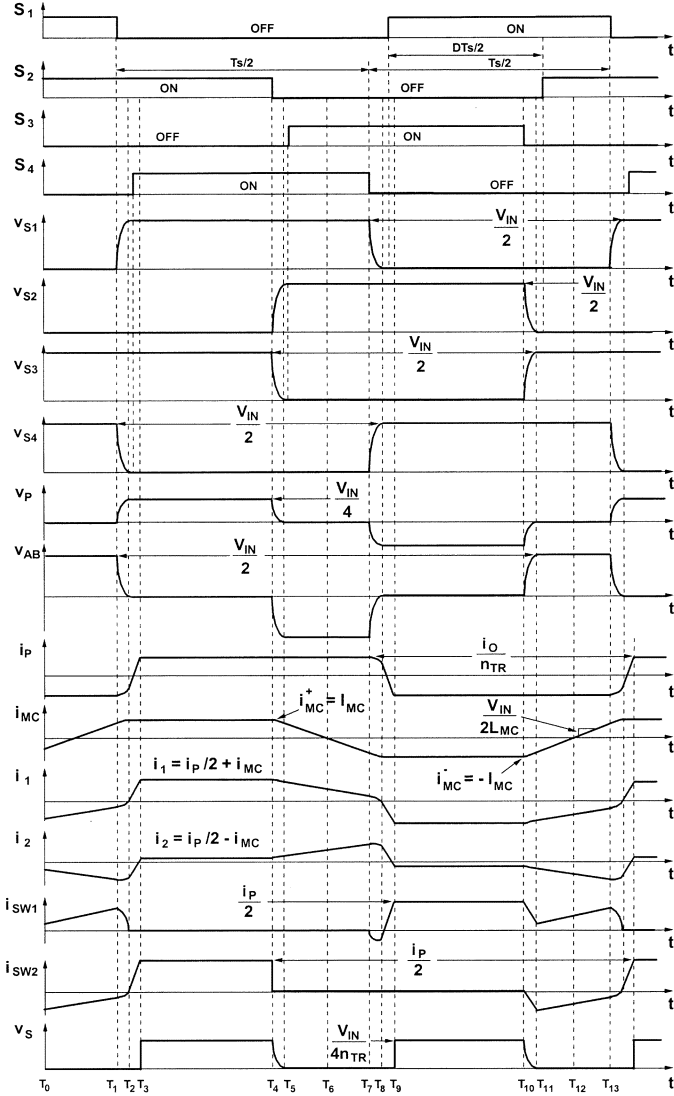 S1
OFF
ON
t
DTs/2
Ts/2
Ts/2
S2
ON
OFF
t
S3
OFF
ON
t
S4
ON
OFF
t
VS1
VIN
2
t
VS2
VIN
2
t
VS3
VIN
2
t
VS4
VIN
2
t
VP
VIN
4
t
VAB
VIN
2
t
iP
iO
nTR
t
iMC
i+MC = IMC
VIN
2LMC
t
i-MC = - IMC
i1
i1 = iP/2 + iMC
t
i2
i2 = iP/2 - iMC
t
iSW1
iP
2
t
iSW2
iP
2
t
VS
VIN
4nTR
t
T0 T1 T2 T3 T4 T5 T6 T7 T8 T9 T10 T11 T12 T13